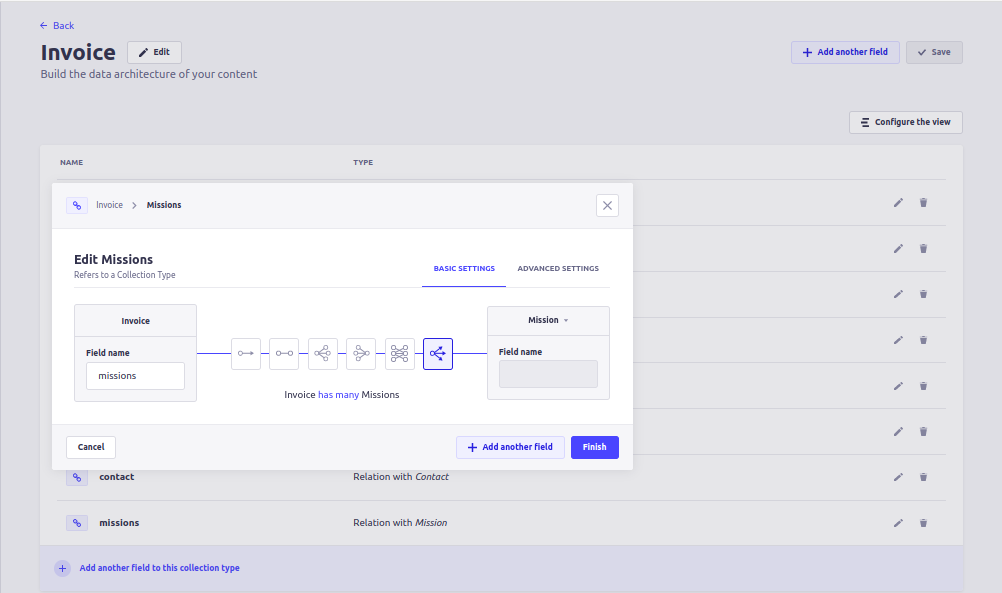 Back
Invoice
Edit
Add another field
Save
Build the data architecture of your content
Configure the view
NAME
TYPE
Invoice
Missions
Edit Missions
Refers to a Collection Type
BASIC SETTINGS
ADVANCED SETTINGS
Invoice
Field name
missions
Mission
Field name
Invoice has many Missions
Cancel
Add another field
Finish
contact
Relation with Contact
missions
Relation with Mission
Add another field to this collection type